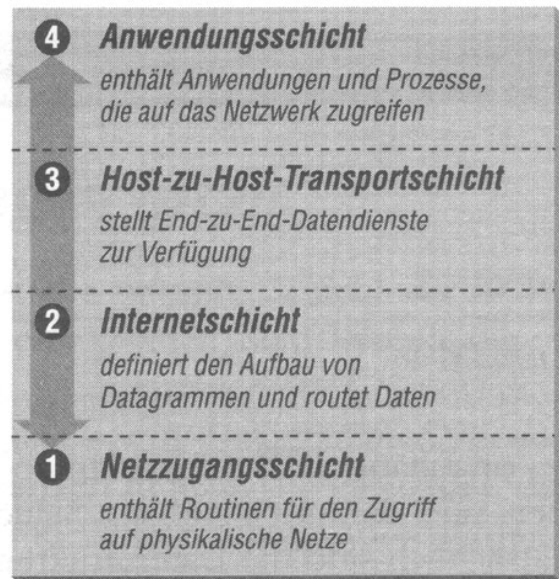 4 Anwendungsschicht
enthält Anwendungen und Prozesse,
die auf das Netzwerk zugreifen
3 Host-zu-Host-Transportschicht
stellt End-zu-End-Datendienste
zur Verfügung
2 Internetschicht
definiert den Aufbau von
Datagrammen und routet Daten
1 Netzzugangsschicht
enthält Routinen für den Zugriff
auf physikalische Netze